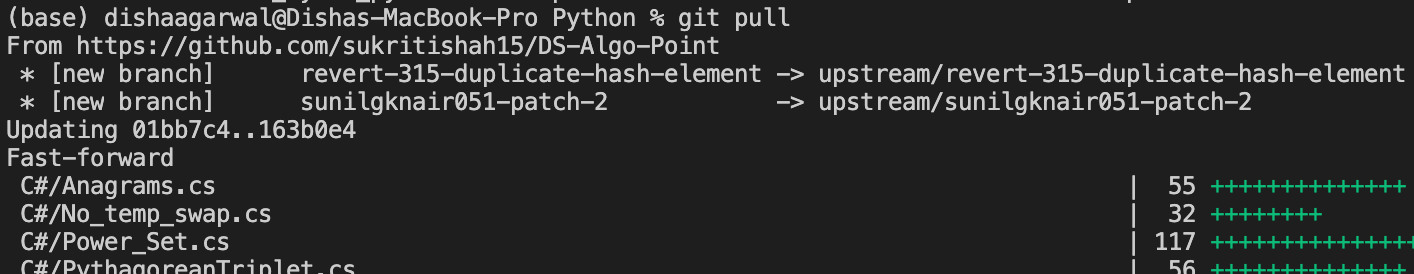 (base) dishaagarwal@Dishas-MacBook-Pro Python % git pull
From https://github.com/sukritishah15/DS-Algo-Point
 * [new branch]      revert-315-duplicate-hash-element -> upstream/revert-315-duplicate-hash-element
 * [new branch]      sunilgknair051-patch-2            -> upstream/sunilgknair051-patch-2
Updating 01bb7c4..163b0e4
Fast-forward
 C#/Anagrams.cs                                                                 |  55 ++++++++++++++
 C#/No_temp_swap.cs                                                             |  32 ++++++++
 C#/Power_Set.cs                                                                | 117 +++++++++++++++
 C#/PythagoreanTriplet.cs                                                       |  56 ++++++++++++++